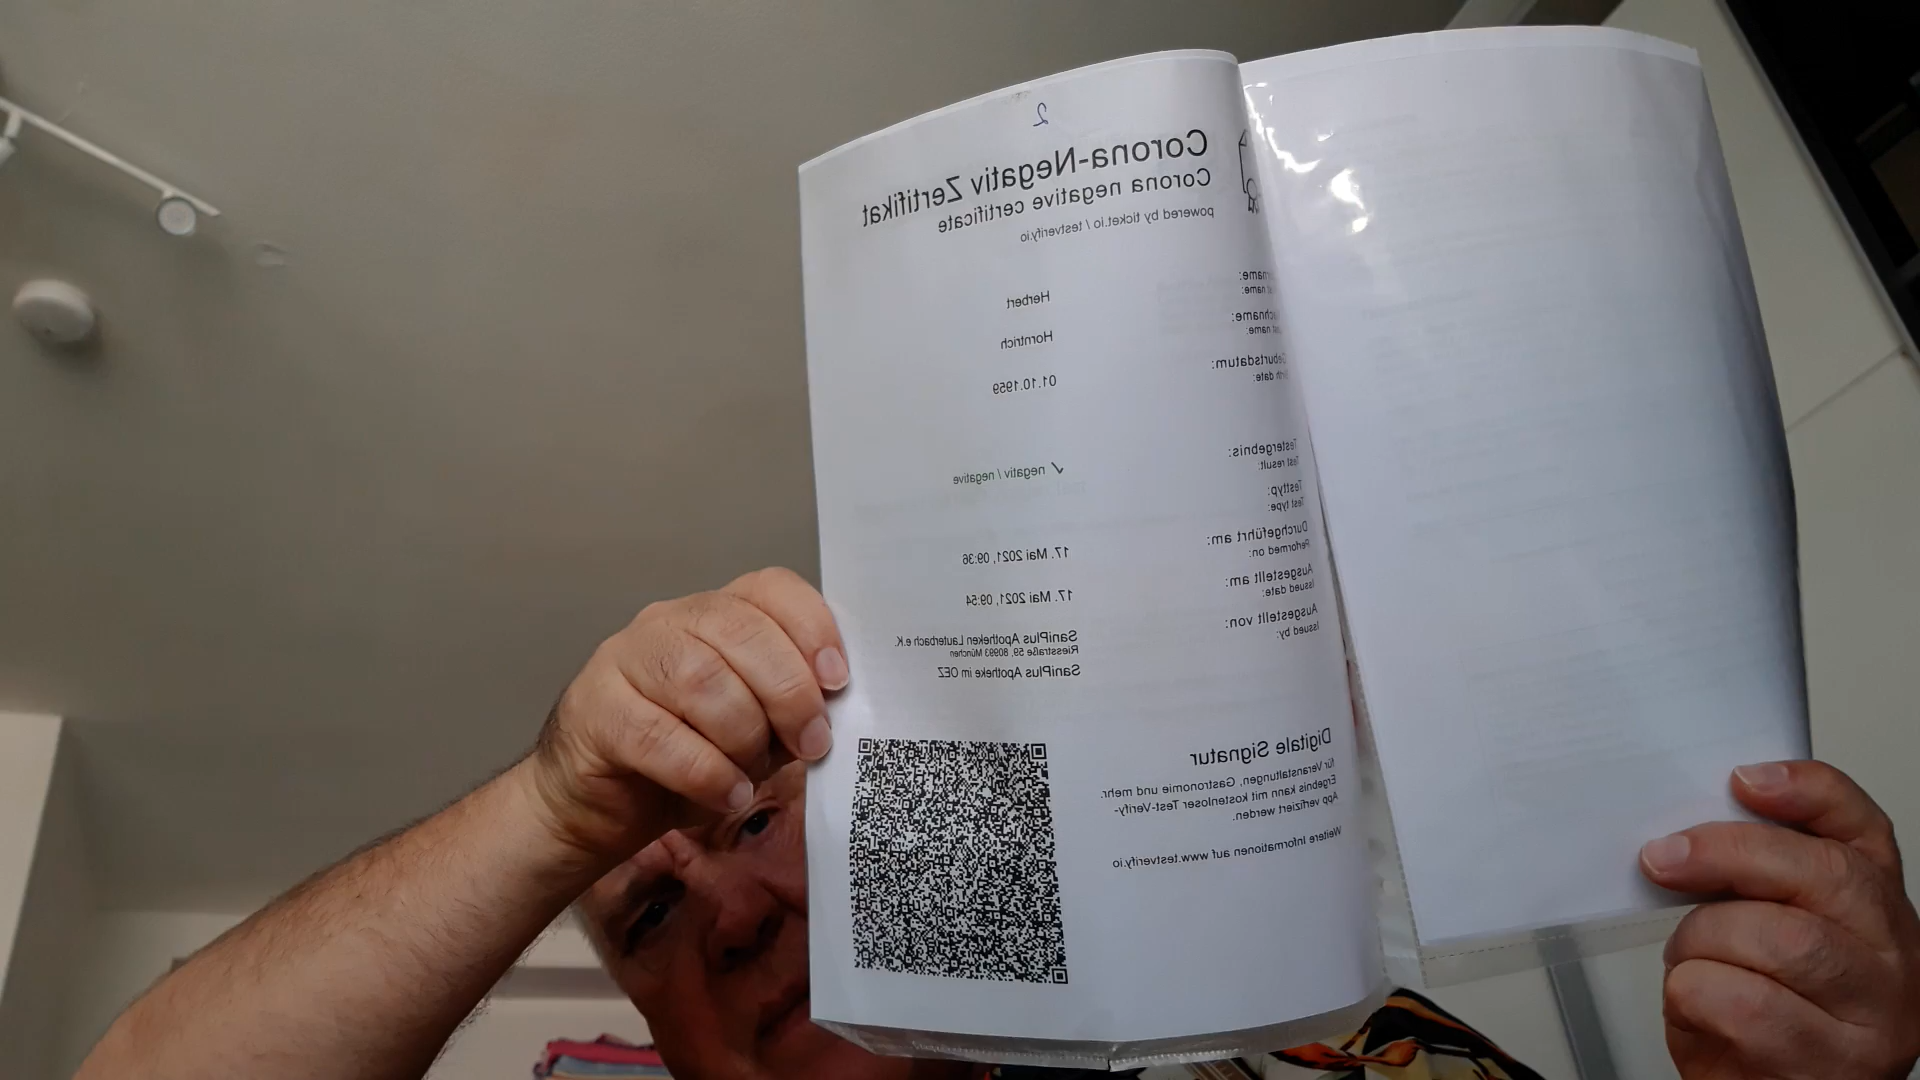 2
Corona-Negativ Zertifikat
Corona negative certificate
powered by ticket.io / testverify.io
Herbert
Horntrich
Geburtsdatum: 01.10.1959
Birth date:
Testergebnis: ✓ negativ / negative
Test result:
Testtyp:
Test type:
Durchgeführt am: 17. Mai 2021, 09:36
Performed on:
Ausgestellt am: 17. Mai 2021, 09:54
Issued date:
Ausgestellt von: SaniPlus Apotheken Lauterbach e.K.
Issued by: Riesstraße 59, 80993 München
SaniPlus Apotheke im OEZ
Digitale Signatur
für Veranstaltungen, Gastronomie und mehr.
Ergebnis kann mit kostenloser Test-Verify-
App verifiziert werden.
Weitere Informationen auf www.testverify.io